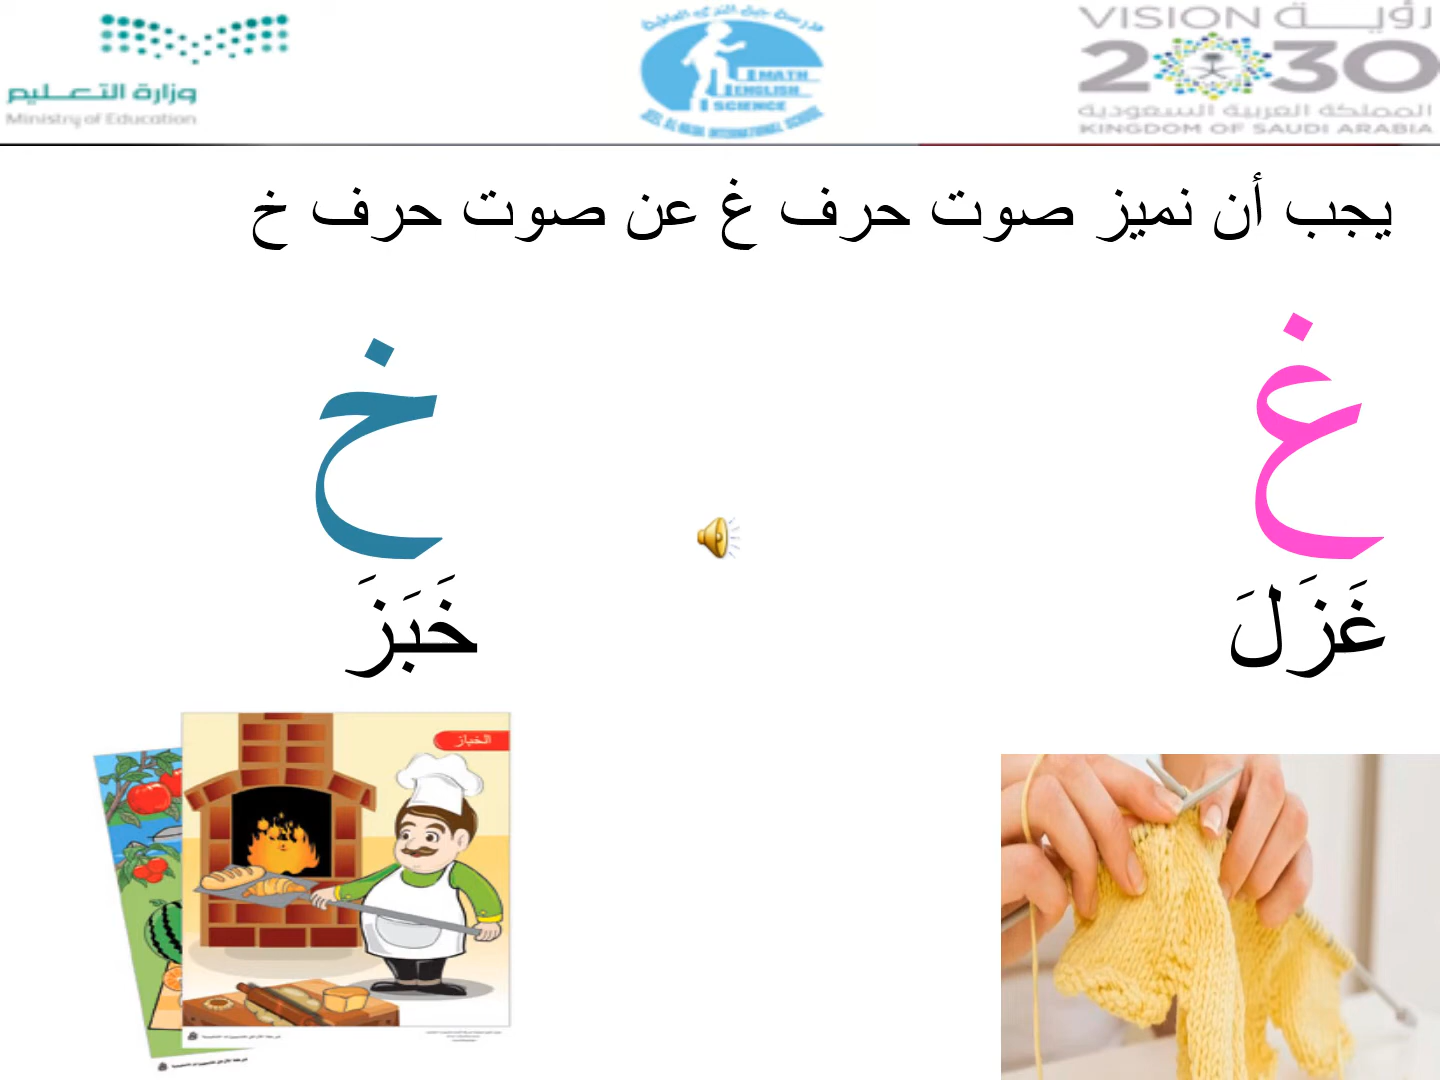 وزارة التعليم
Ministry of Education
MATH
ENGLISH
SCIENCE
VISION رؤيــة
2030
المملكة العربية السعودية
KINGDOM OF SAUDI ARABIA
يجب أن نميز صوت حرف غ عن صوت حرف خ
غ
خ
غَزَلَ
خَبَزَ
الخباز